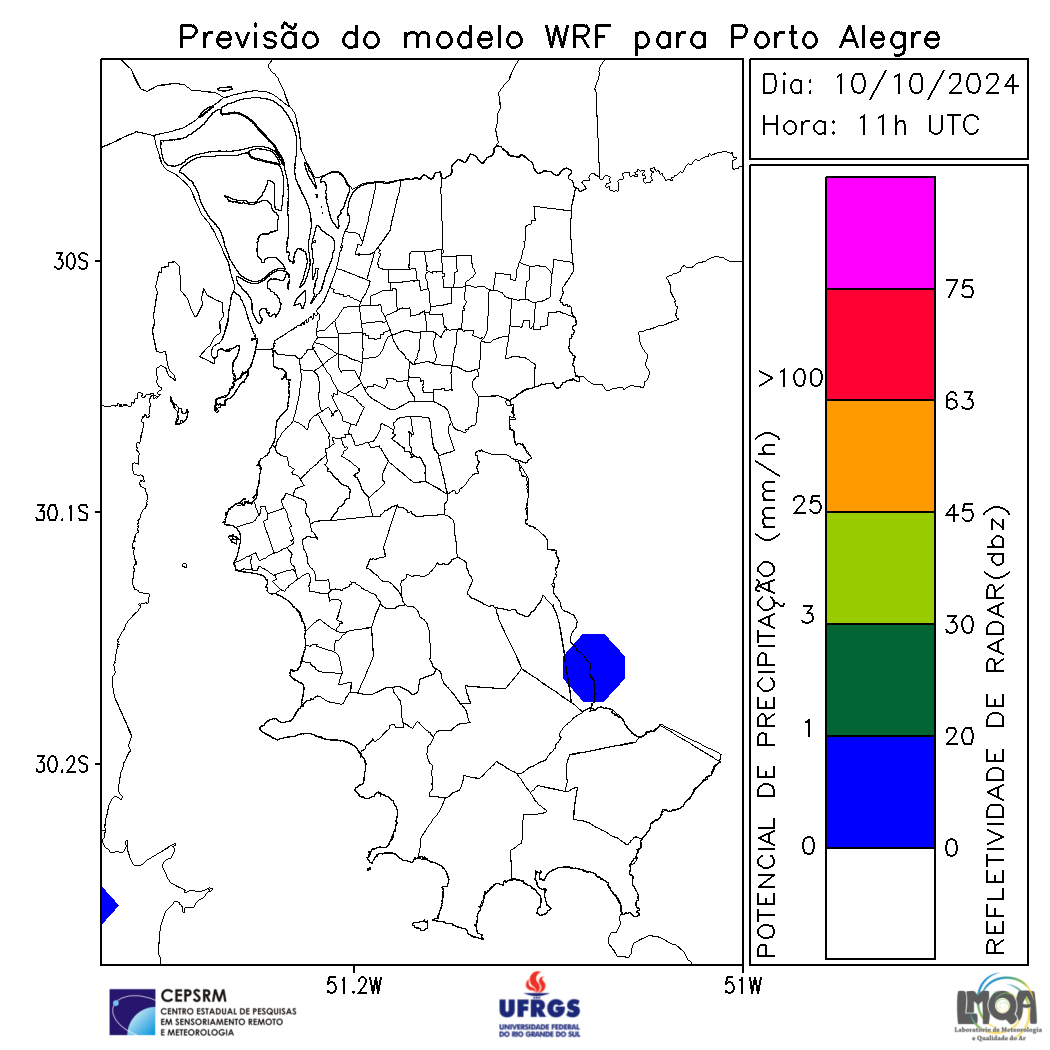 Previsão do modelo WRF para Porto Alegre
Dia: 10/10/2024
Hora: 11h UTC
30S
30.1S
30.2S
51.2W
51W
POTENCIAL DE PRECIPITAÇÃO (mm/h)
>100
25
3
1
0
75
63
45
30
20
0
REFLETIVIDADE DE RADAR(dbz)
CEPSRM
CENTRO ESTADUAL DE PESQUISAS
EM SENSORIAMENTO REMOTO
E METEOROLOGIA
UFRGS
UNIVERSIDADE FEDERAL
DO RIO GRANDE DO SUL
LMQA
Laboratório de Meteorologia
e Qualidade do Ar